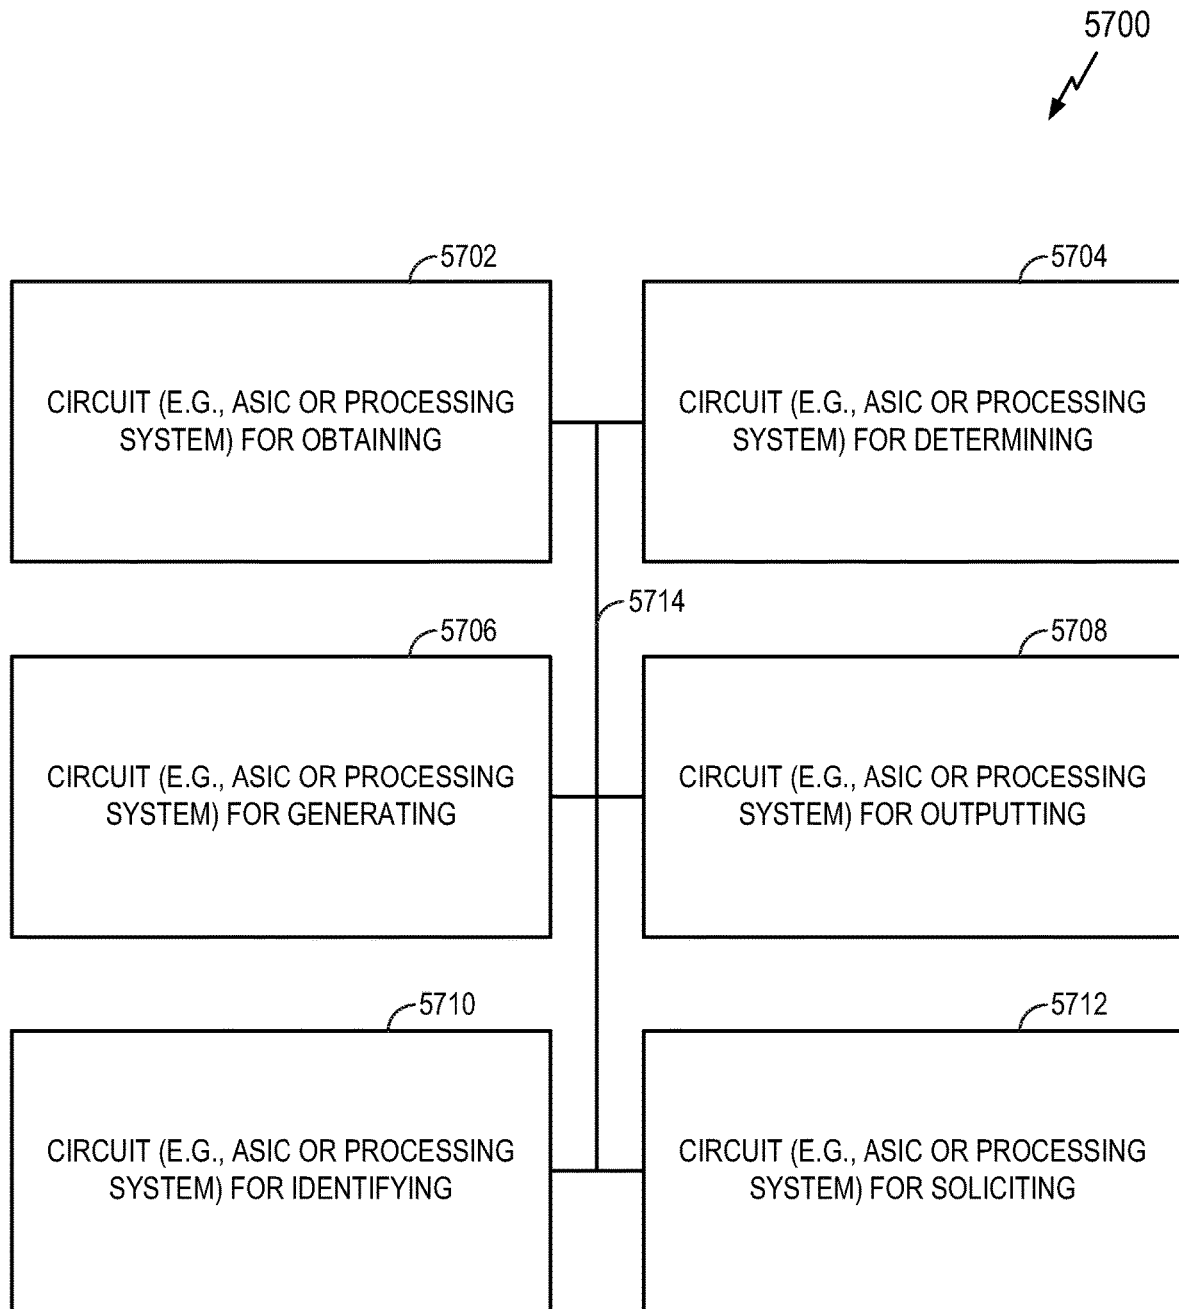 5700
5702
5704
CIRCUIT (E.G., ASIC OR PROCESSING
SYSTEM) FOR OBTAINING
CIRCUIT (E.G., ASIC OR PROCESSING
SYSTEM) FOR DETERMINING
5714
5706
5708
CIRCUIT (E.G., ASIC OR PROCESSING
SYSTEM) FOR GENERATING
CIRCUIT (E.G., ASIC OR PROCESSING
SYSTEM) FOR OUTPUTTING
5710
5712
CIRCUIT (E.G., ASIC OR PROCESSING
SYSTEM) FOR IDENTIFYING
CIRCUIT (E.G., ASIC OR PROCESSING
SYSTEM) FOR SOLICITING